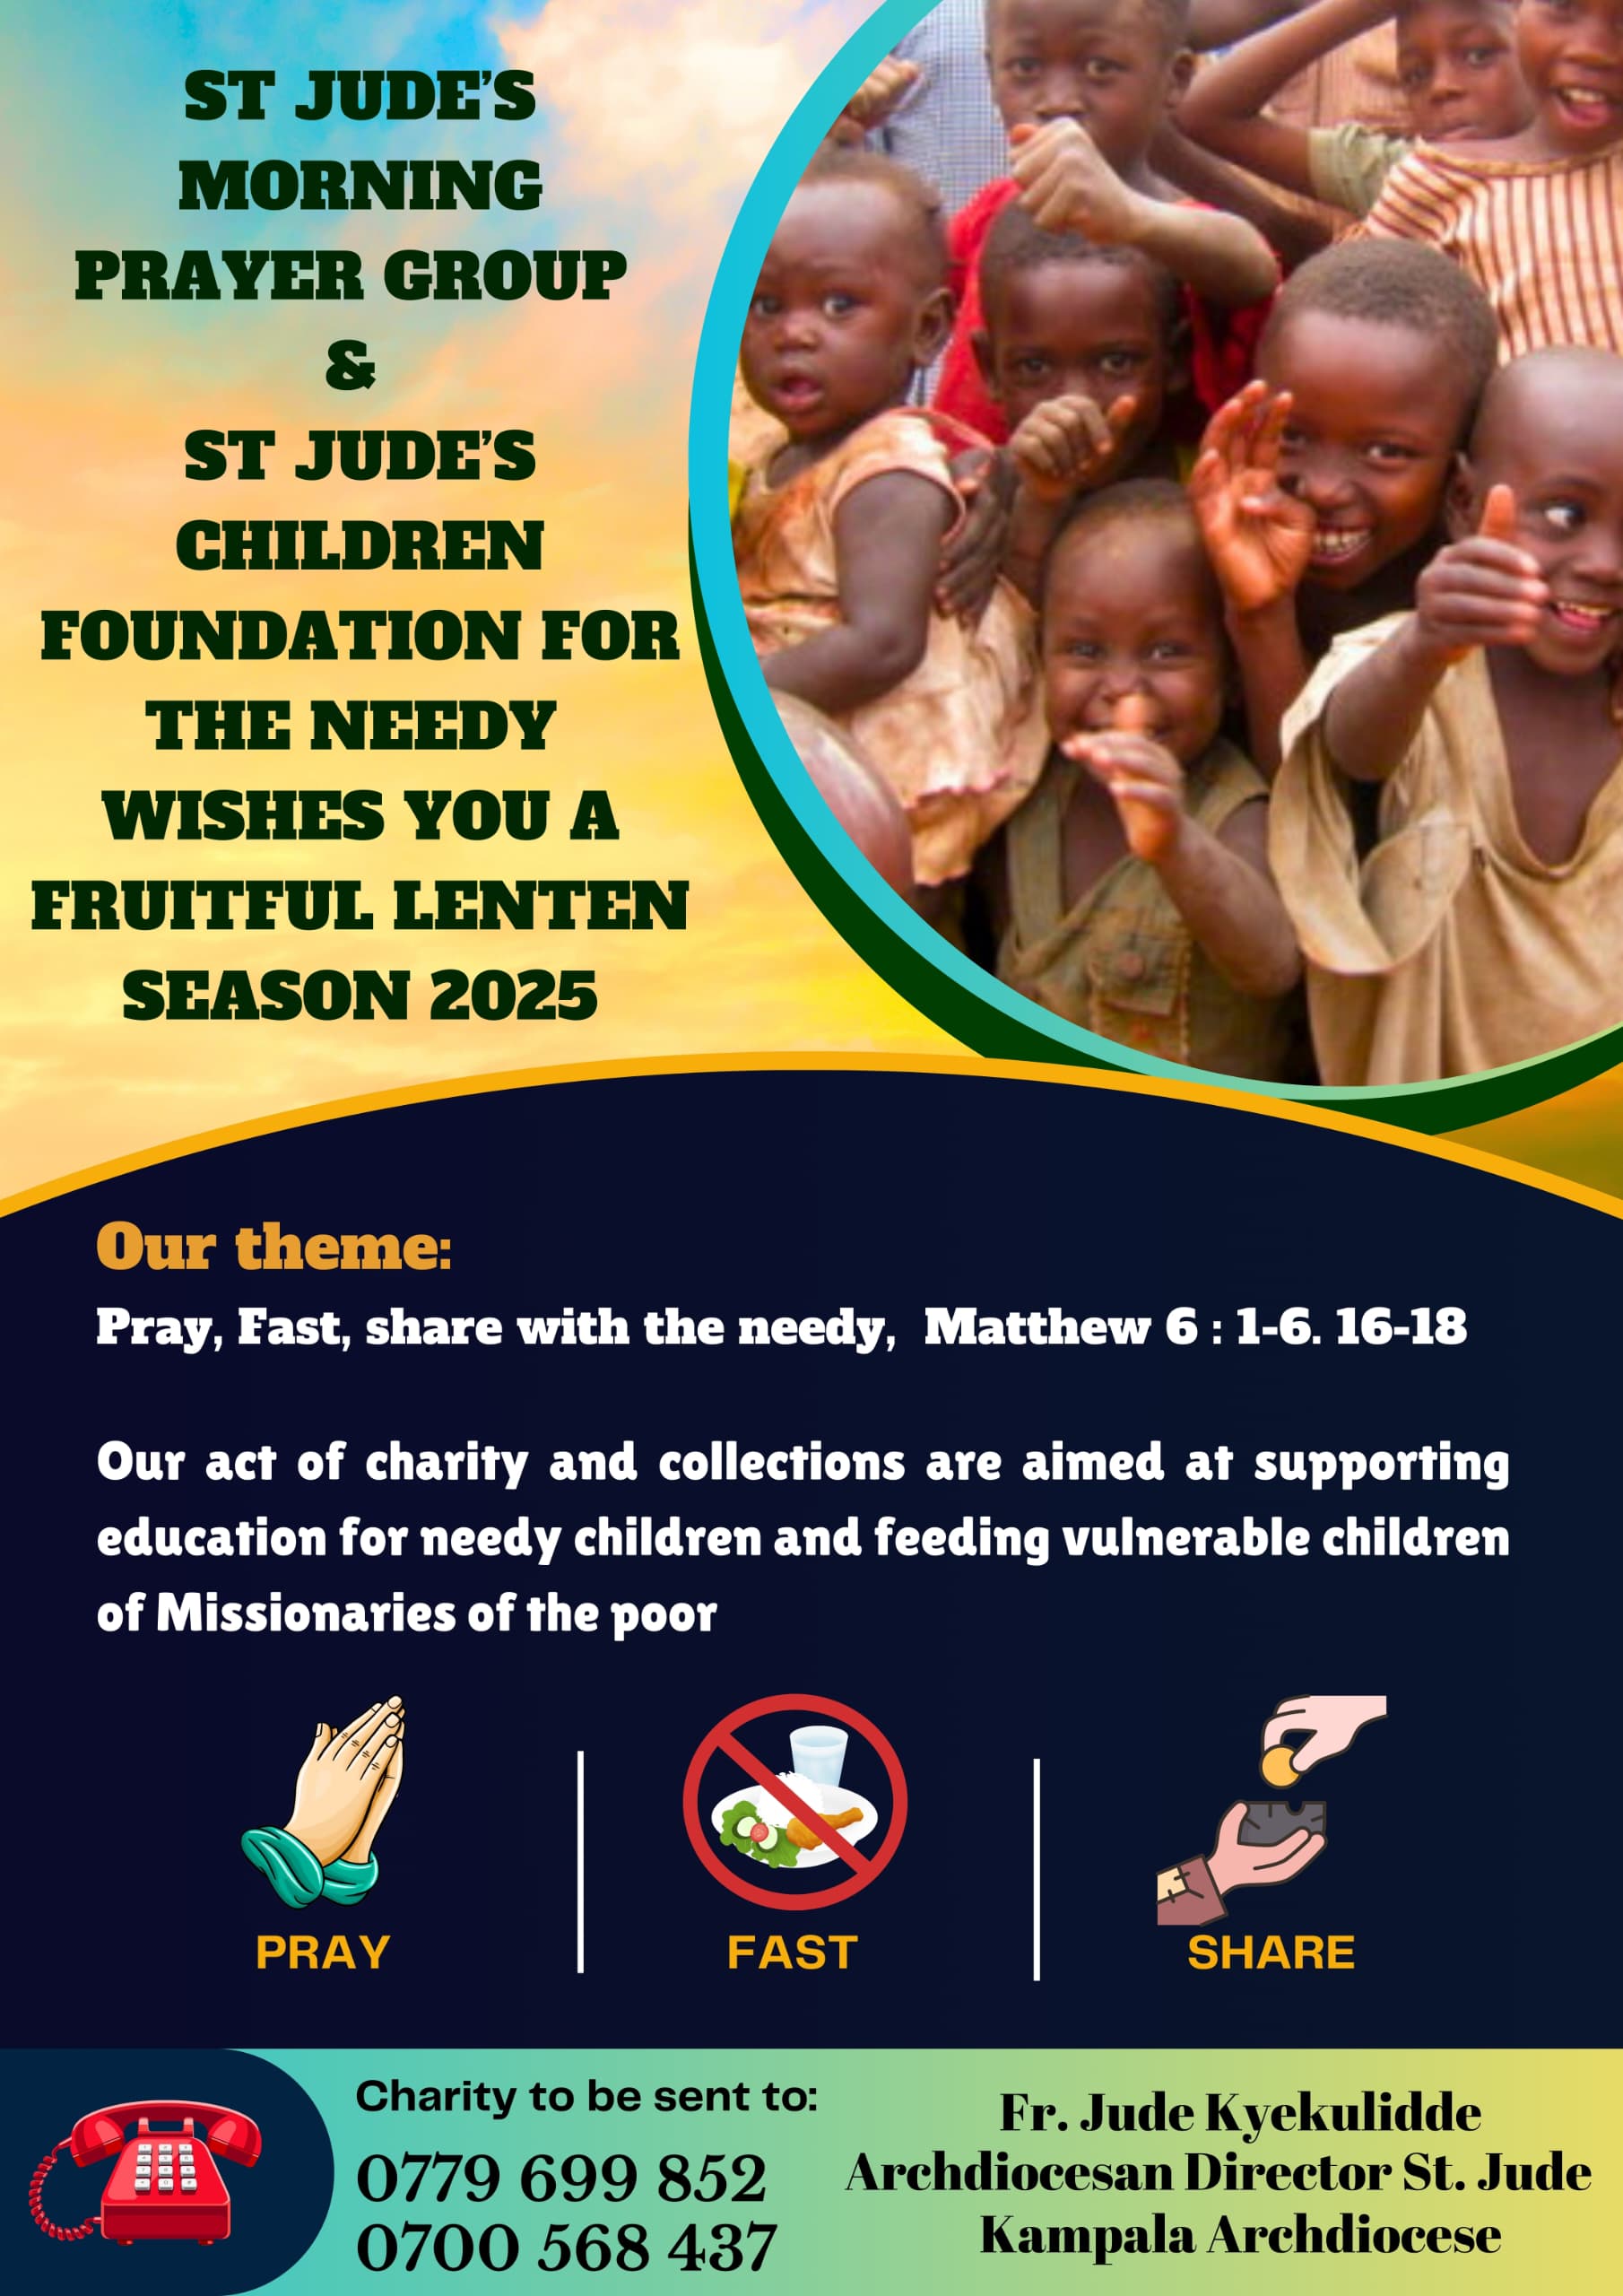 ST JUDE'S
MORNING
PRAYER GROUP
&
ST JUDE'S
CHILDREN
FOUNDATION FOR
THE NEEDY
WISHES YOU A
FRUITFUL LENTEN
SEASON 2025
Our theme:
Pray, Fast, share with the needy, Matthew 6 : 1-6. 16-18
Our act of charity and collections are aimed at supporting
education for needy children and feeding vulnerable children
of Missionaries of the poor
PRAY
FAST
SHARE
Charity to be sent to:
0779 699 852
0700 568 437
Fr. Jude Kyekulidde
Archdiocesan Director St. Jude
Kampala Archdiocese